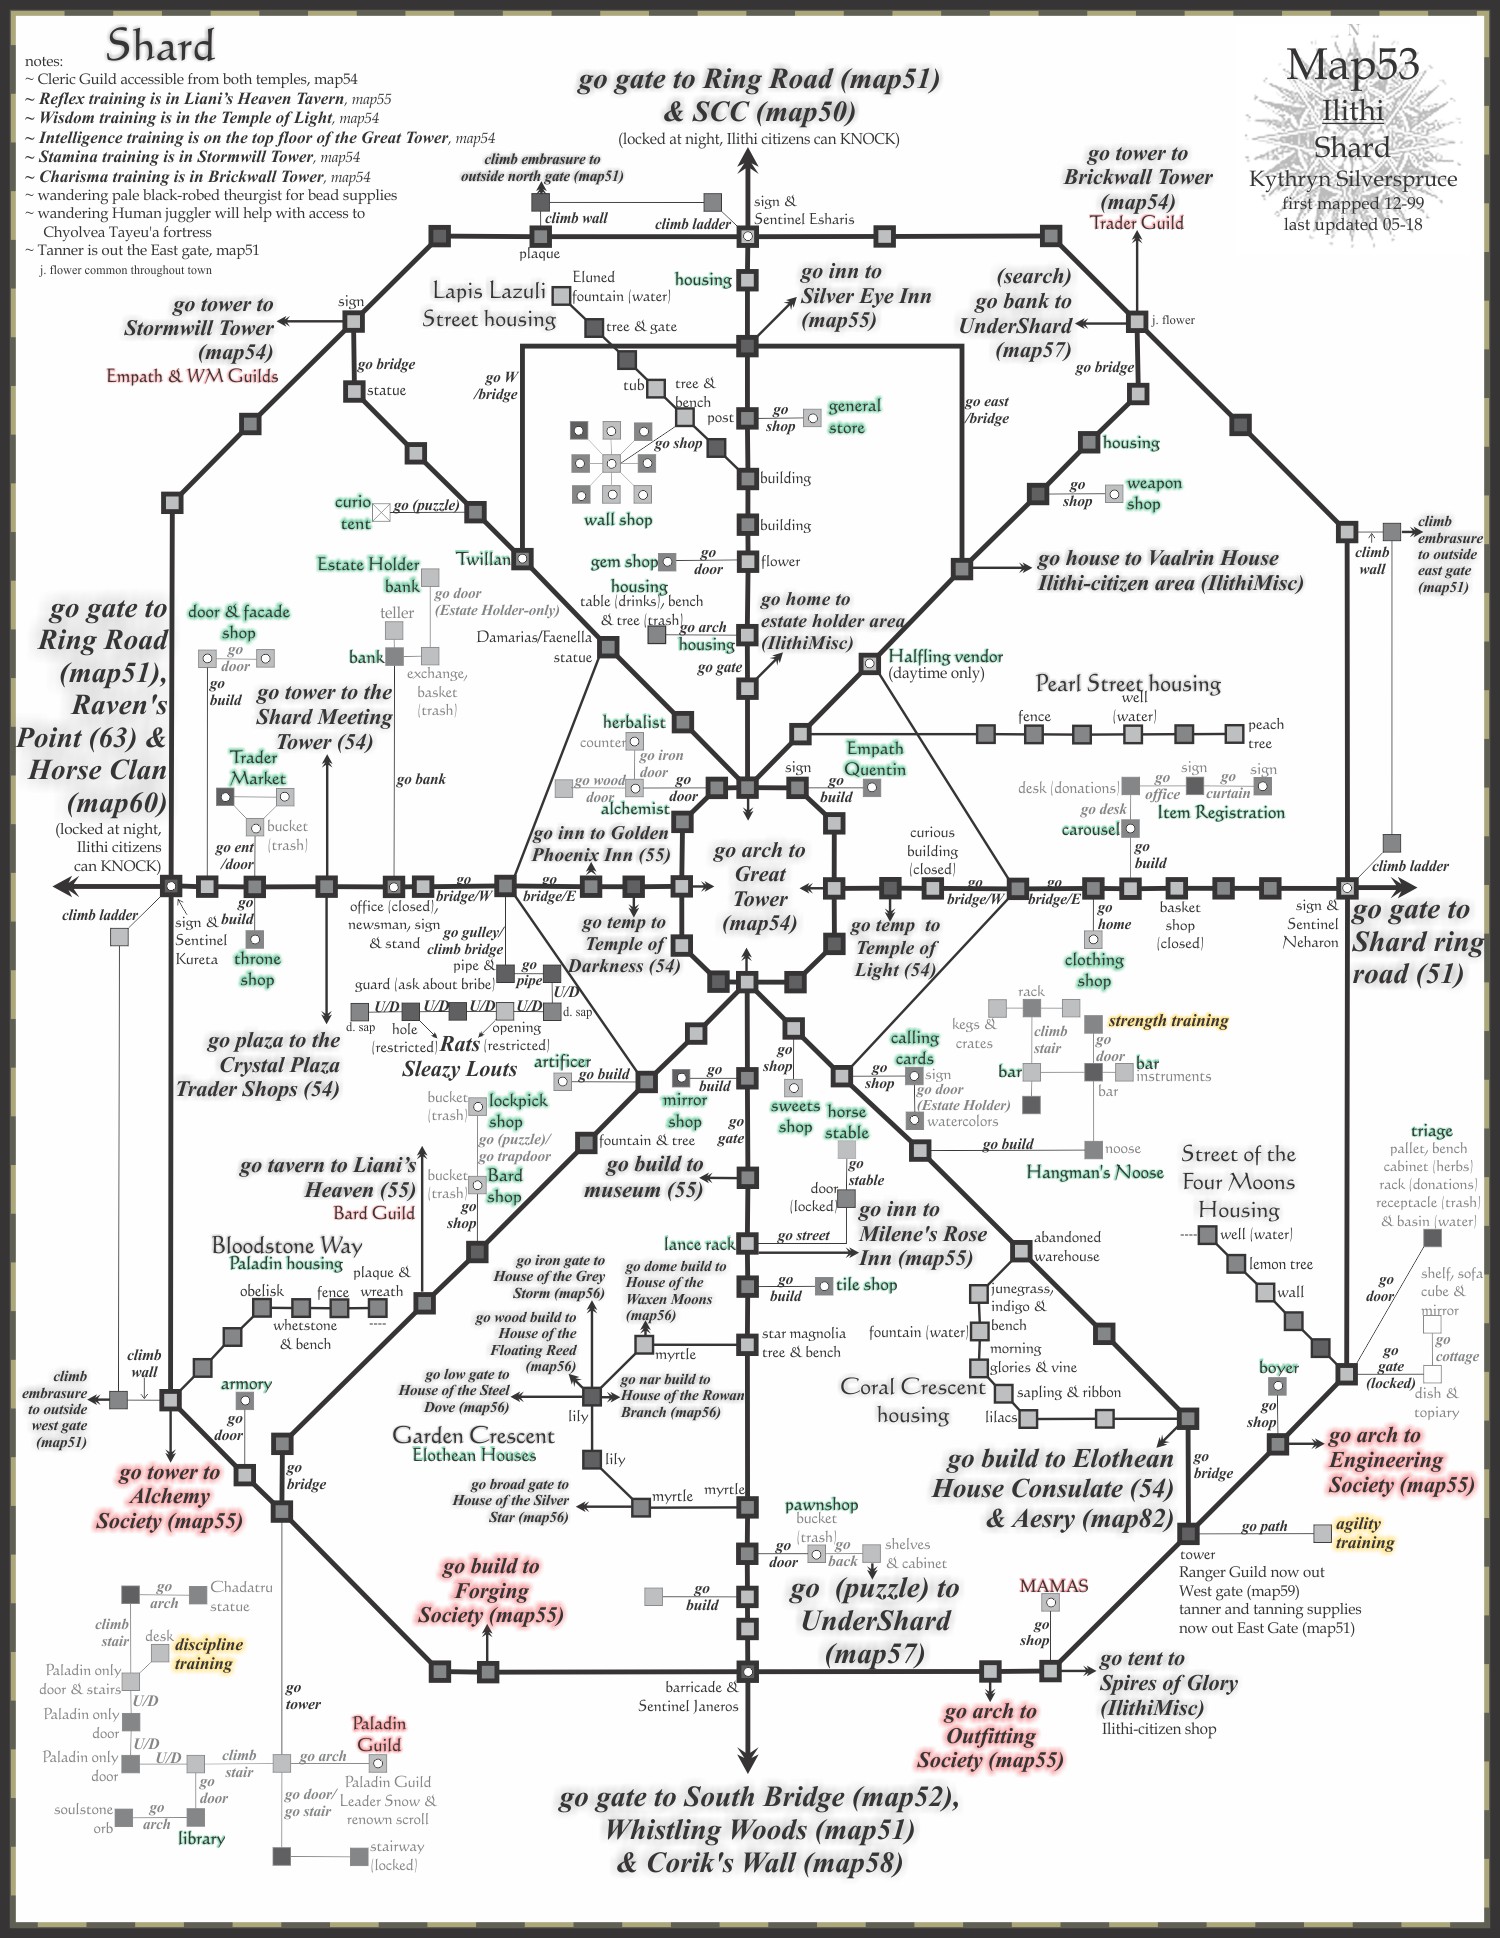 Shard
notes:
~ Cleric Guild accessible from both temples, map54
~ Reflex training is in Liani's Heaven Tavern, map55
~ Wisdom training is in the Temple of Light, map54
~ Intelligence training is on the top floor of the Great Tower, map54
~ Stamina training is in Stormwill Tower, map54
~ Charisma training is in Brickwall Tower, map54
~ wandering pale black-robed theurgist for bead supplies
~ wandering Human juggler will help with access to
Chyolvea Tayeu'a fortress
~ Tanner is out the East gate, map51
j. flower common throughout town
go gate to Ring Road (map51)
& SCC (map50)
(locked at night, Ilithi citizens can KNOCK)
N
Map53
Ilithi
Shard
Kythryn Silverspruce
first mapped 12-99
last updated 05-18
climb embrasure to
outside north gate (map51)
climb wall
climb ladder
plaque
sign &
Sentinel Esharis
go tower to
Brickwall Tower
(map54)
Trader Guild
sign
go tower to
Stormwill Tower
(map54)
Empath & WM Guilds
go bridge
statue
Lapis Lazuli
Street housing
Eluned
fountain (water)
tree & gate
tub
tree &
bench
post
go shop
wall shop
housing
go inn to
Silver Eye Inn
(map55)
(search)
go bank to
UnderShard
(map57)
j. flower
go bridge
go W
/bridge
go east
/bridge
go
shop
general
store
building
building
housing
go
shop
weapon
shop
curio
tent
go (puzzle)
Twillan
gem shop
go
door
flower
housing
table (drinks), bench
& tree (trash)
go arch
housing
go home to
estate holder area
(IlithiMisc)
go gate
go house to Vaalrin House
Ilithi-citizen area (IlithiMisc)
climb
embrasure
to outside
east gate
(map51)
climb
wall
Estate Holder
bank
go door
(Estate Holder-only)
teller
bank
exchange,
basket
(trash)
Damarias/Faenella
statue
door & facade
shop
go
door
go
build
go gate to
Ring Road
(map51),
Raven's
Point (63) &
Horse Clan
(map60)
(locked at night,
Ilithi citizens
can KNOCK)
go tower to the
Shard Meeting
Tower (54)
Trader
Market
bucket
(trash)
go ent
/door
go bank
Halfling vendor
(daytime only)
Pearl Street housing
fence
well
(water)
peach
tree
herbalist
counter
go iron
door
go wood
door
go
door
alchemist
sign
go
build
Empath
Quentin
desk (donations)
go
office
sign
go
curtain
sign
go desk
carousel
Item Registration
go
build
go inn to Golden
Phoenix Inn (55)
go arch to
Great
Tower
(map54)
curious
building
(closed)
go
bridge/W
go
bridge/E
go
bridge/W
go
bridge/E
climb ladder
climb ladder
sign &
Sentinel
Kureta
go
build
throne
shop
office (closed),
newsman, sign
& stand
go gulley/
climb bridge
pipe &
guard (ask about bribe)
go
pipe
U/D
d. sap
U/D
U/D
U/D
U/D
d. sap
hole
(restricted)
opening
(restricted)
Rats
Sleazy Louts
go temp to
Temple of
Darkness (54)
go temp to
Temple of
Light (54)
go
home
clothing
shop
basket
shop
(closed)
sign &
Sentinel
Neharon
go gate to
Shard ring
road (51)
go plaza to the
Crystal Plaza
Trader Shops (54)
artificer
go build
go
build
mirror
shop
go
shop
sweets
shop
go
shop
calling
cards
sign
go door
(Estate Holder)
watercolors
rack
kegs &
crates
climb
stair
strength training
go
door
bar
bar
instruments
bar
go build
noose
Hangman's Noose
bucket
(trash)
lockpick
shop
go (puzzle)/
go trapdoor
bucket
(trash)
Bard
shop
go
shop
go tavern to Liani's
Heaven (55)
Bard Guild
fountain & tree
go
gate
go build to
museum (55)
horse
stable
go
stable
door
(locked)
go street
go inn to
Milene's Rose
Inn (map55)
lance rack
go
build
tile shop
abandoned
warehouse
Street of the
Four Moons
Housing
well (water)
lemon tree
wall
triage
pallet, bench
cabinet (herbs)
rack (donations)
receptacle (trash)
& basin (water)
go
door
shelf, sofa
cube &
mirror
go
cottage
go
gate
(locked)
dish &
topiary
Bloodstone Way
Paladin housing
obelisk
fence
plaque &
wreath
whetstone
& bench
go iron gate to
House of the Grey
Storm (map56)
go dome build to
House of the
Waxen Moons
(map56)
go wood build to
House of the
Floating Reed
(map56)
myrtle
go low gate to
House of the Steel
Dove (map56)
go nar build to
House of the Rowan
Branch (map56)
lily
Garden Crescent
Elothean Houses
lily
go broad gate to
House of the Silver
Star (map56)
myrtle
myrtle
star magnolia
tree & bench
junegrass,
indigo &
bench
fountain (water)
morning
glories & vine
Coral Crescent
housing
sapling & ribbon
lilacs
climb
wall
climb
embrasure
to outside
west gate
(map51)
armory
go
door
go tower to
Alchemy
Society (map55)
go
bridge
boyer
go
shop
go arch to
Engineering
Society (map55)
go build to Elothean
House Consulate (54)
& Aesry (map82)
go
bridge
go path
agility
training
tower
Ranger Guild now out
West gate (map59)
tanner and tanning supplies
now out East Gate (map51)
pawnshop
bucket
(trash)
go
door
go
back
shelves
& cabinet
go (puzzle) to
UnderShard
(map57)
go
build
go build to
Forging
Society (map55)
MAMAS
go
shop
go tent to
Spires of Glory
(IlithiMisc)
Ilithi-citizen shop
barricade &
Sentinel Janeros
go arch to
Outfitting
Society (map55)
go
arch
Chadatru
statue
climb
stair
desk
discipline
training
Paladin only
door & stairs
U/D
Paladin only
door
U/D
Paladin only
door
U/D
climb
stair
go
tower
go arch
Paladin
Guild
Paladin Guild
Leader Snow &
renown scroll
go
door
soulstone
orb
go
arch
library
go door/
go stair
stairway
(locked)
go gate to South Bridge (map52),
Whistling Woods (map51)
& Corik's Wall (map58)